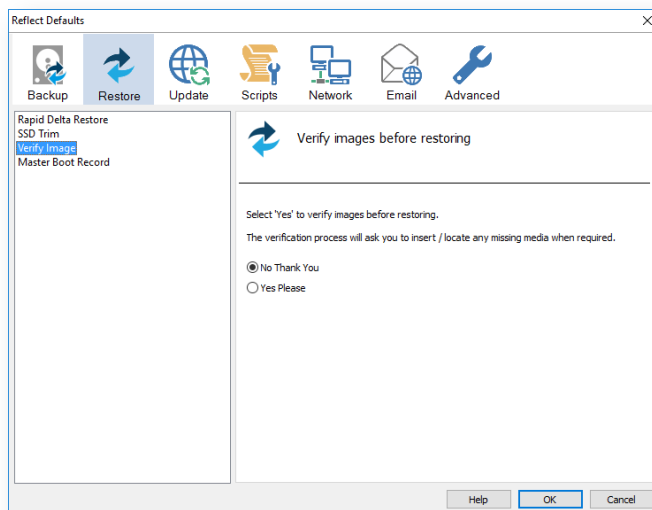 Reflect Defaults
Backup Restore Update Scripts Network Email Advanced
Rapid Delta Restore
SSD Trim
Verify Image
Master Boot Record
Verify images before restoring
Select 'Yes' to verify images before restoring.
The verification process will ask you to insert / locate any missing media when required.
No Thank You
Yes Please
Help OK Cancel